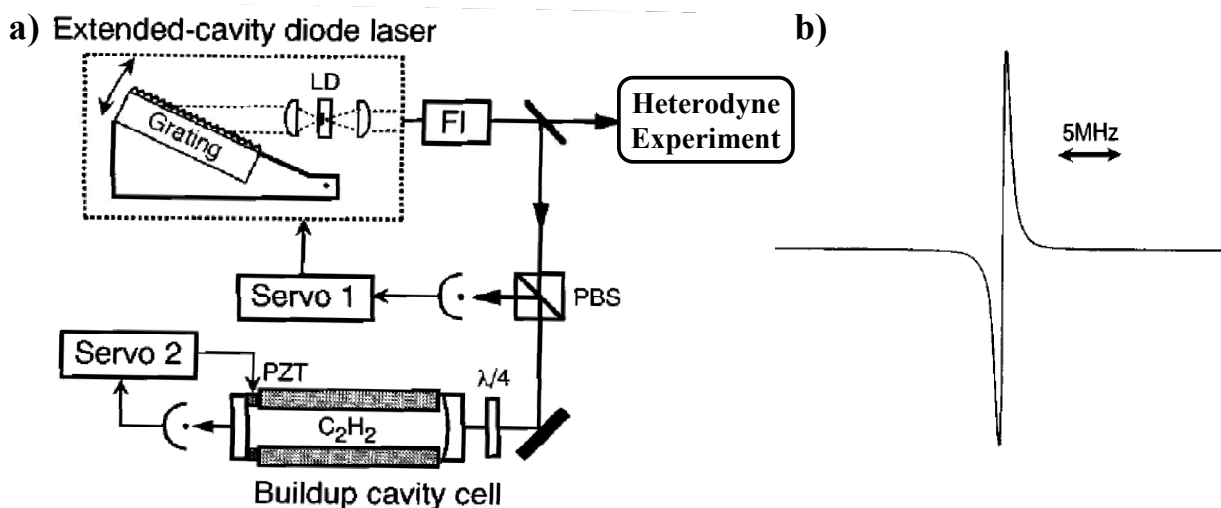 a) Extended-cavity diode laser
b)
LD
Grating
FI
Heterodyne
Experiment
5MHz
Servo 1
PBS
Servo 2
PZT
λ/4
C₂H₂
Buildup cavity cell